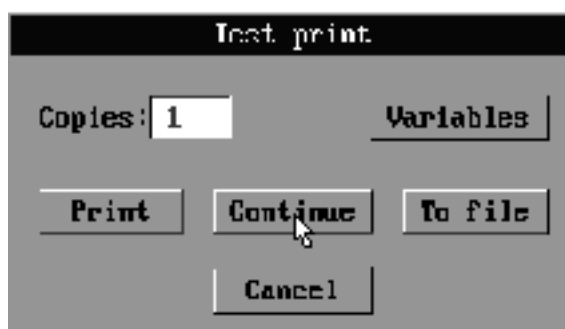 Test print
Copies: 1 Variables
Print Continue To file
Cancel